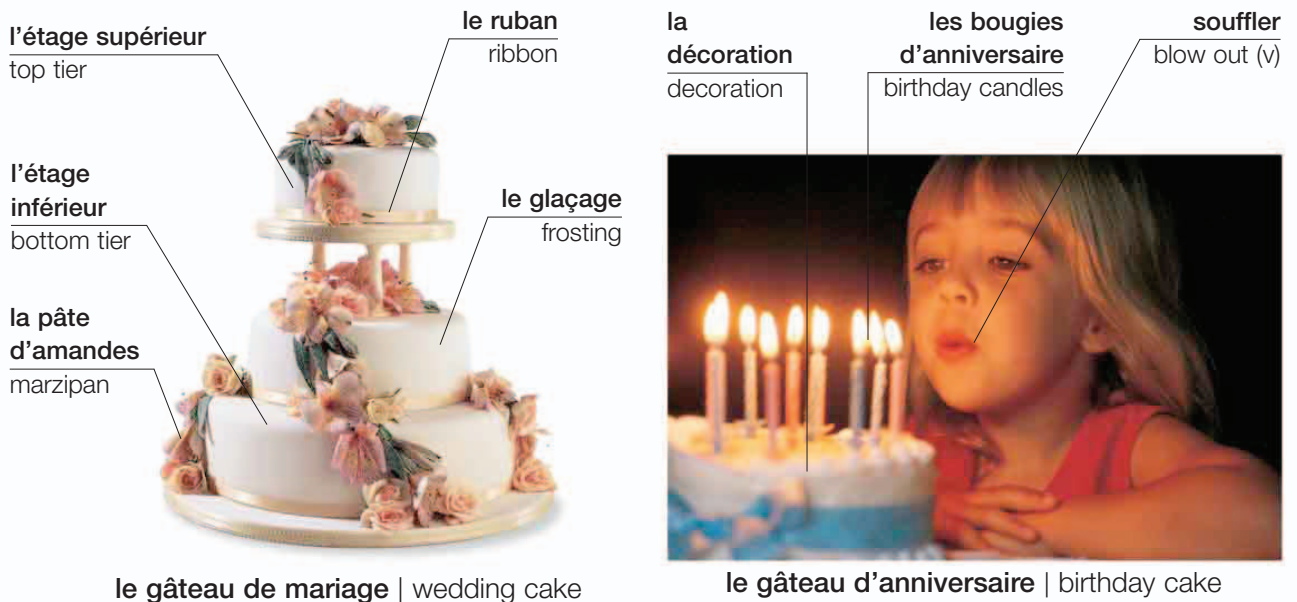 l'étage supérieur
top tier
le ruban
ribbon
l'étage
inférieur
bottom tier
le glaçage
frosting
la pâte
d'amandes
marzipan
le gâteau de mariage | wedding cake
la
décoration
decoration
les bougies
d'anniversaire
birthday candles
souffler
blow out (v)
le gâteau d'anniversaire | birthday cake